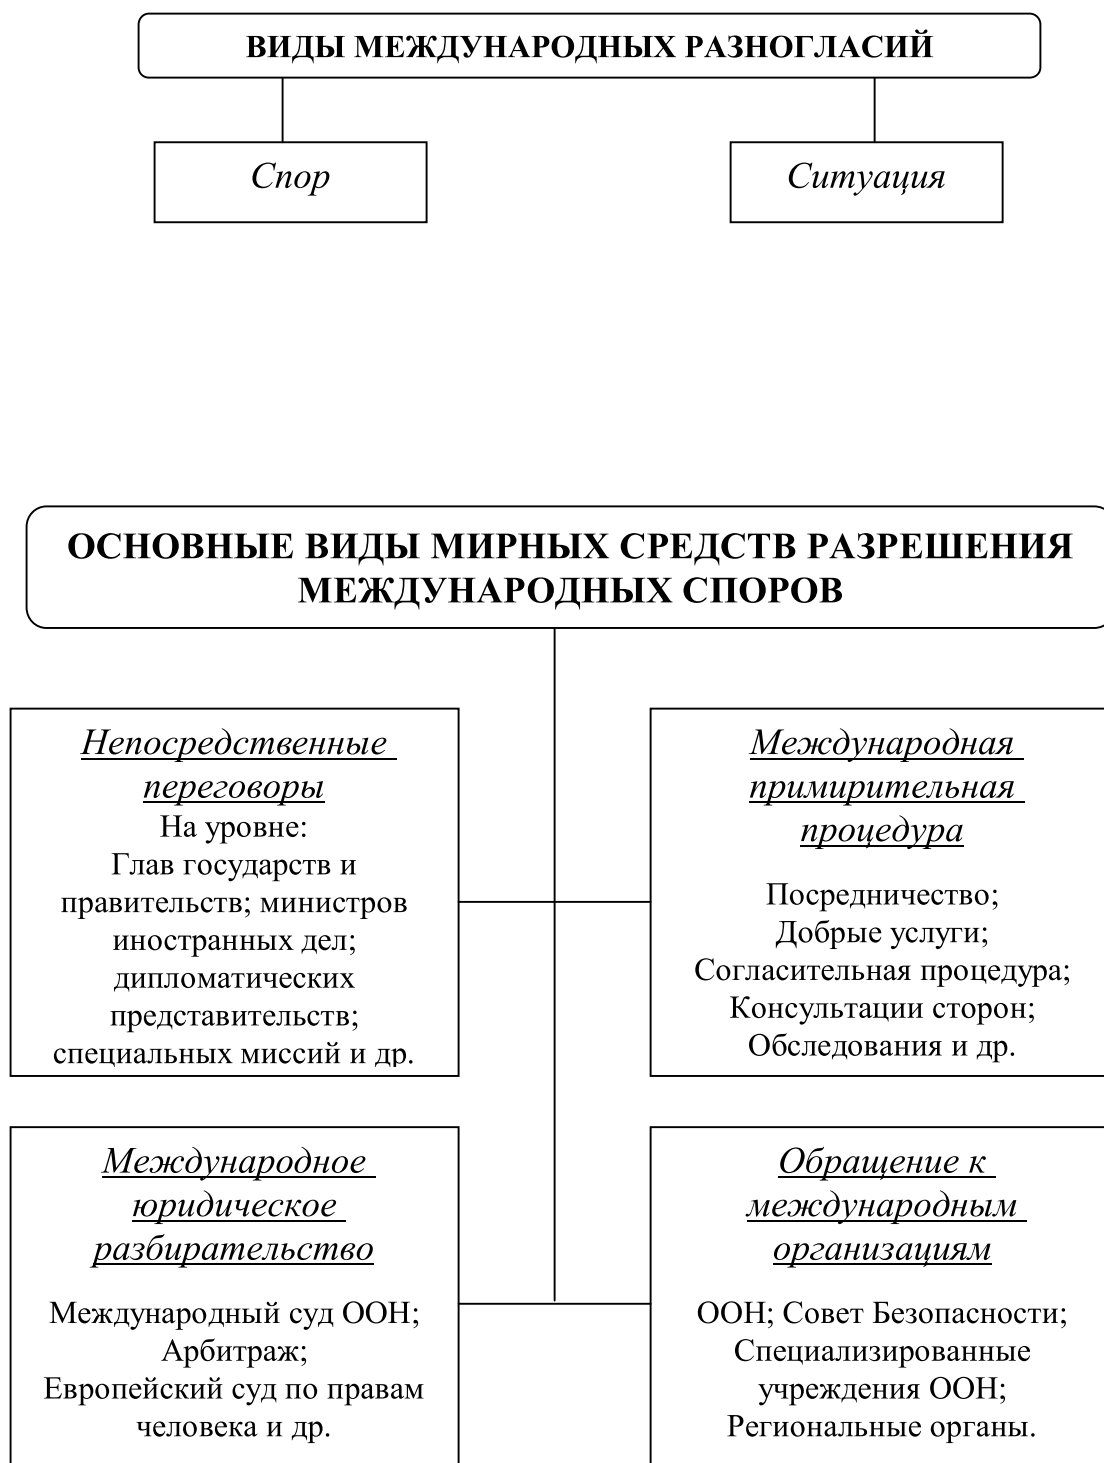 ВИДЫ МЕЖДУНАРОДНЫХ РАЗНОГЛАСИЙ
Спор
Ситуация
ОСНОВНЫЕ ВИДЫ МИРНЫХ СРЕДСТВ РАЗРЕШЕНИЯ
МЕЖДУНАРОДНЫХ СПОРОВ
Непосредственные
переговоры
На уровне:
Глав государств и
правительств; министров
иностранных дел;
дипломатических
представительств;
специальных миссий и др.
Международная
примирительная
процедура
Посредничество;
Добрые услуги;
Согласительная процедура;
Консультации сторон;
Обследования и др.
Международное
юридическое
разбирательство
Международный суд ООН;
Арбитраж;
Европейский суд по правам
человека и др.
Обращение к
международным
организациям
ООН; Совет Безопасности;
Специализированные
учреждения ООН;
Региональные органы.